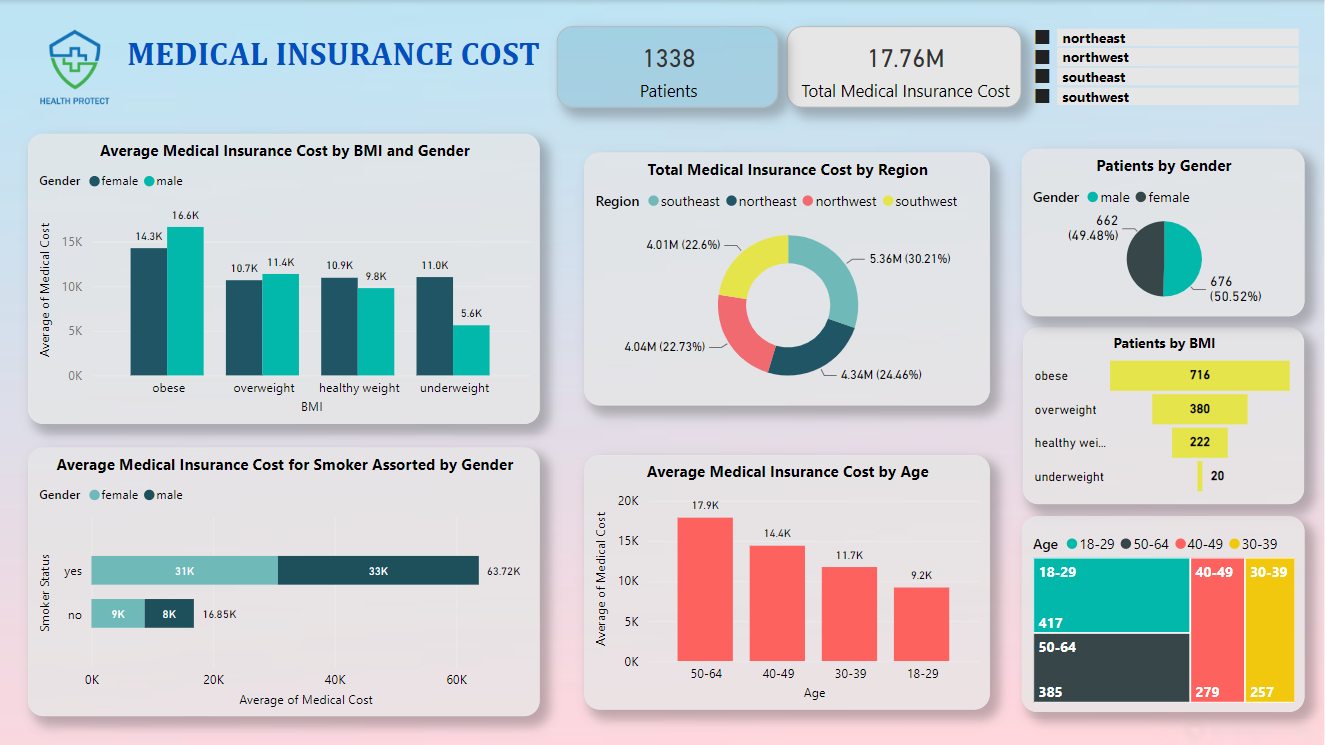 MEDICAL INSURANCE COST
HEALTH PROTECT
1338
Patients
17.76M
Total Medical Insurance Cost
northeast
northwest
southeast
southwest
Average Medical Insurance Cost by BMI and Gender
Gender female male
Average of Medical Cost
15K
10K
5K
0K
14.3K 16.6K
10.7K 11.4K
10.9K 9.8K
11.0K 5.6K
obese overweight healthy weight underweight
BMI
Total Medical Insurance Cost by Region
Region southeast northeast northwest southwest
4.01M (22.6%)
5.36M (30.21%)
4.04M (22.73%)
4.34M (24.46%)
Patients by Gender
Gender male female
662
(49.48%)
676
(50.52%)
Patients by BMI
obese 716
overweight 380
healthy wei... 222
underweight 20
Average Medical Insurance Cost for Smoker Assorted by Gender
Gender female male
Smoker Status
yes 31K 33K 63.72K
no 9K 8K 16.85K
0K 20K 40K 60K
Average of Medical Cost
Average Medical Insurance Cost by Age
Average of Medical Cost
20K
15K
10K
5K
0K
17.9K 14.4K 11.7K 9.2K
50-64 40-49 30-39 18-29
Age
Age 18-29 50-64 40-49 30-39
18-29
417
50-64
385
40-49
279
30-39
257